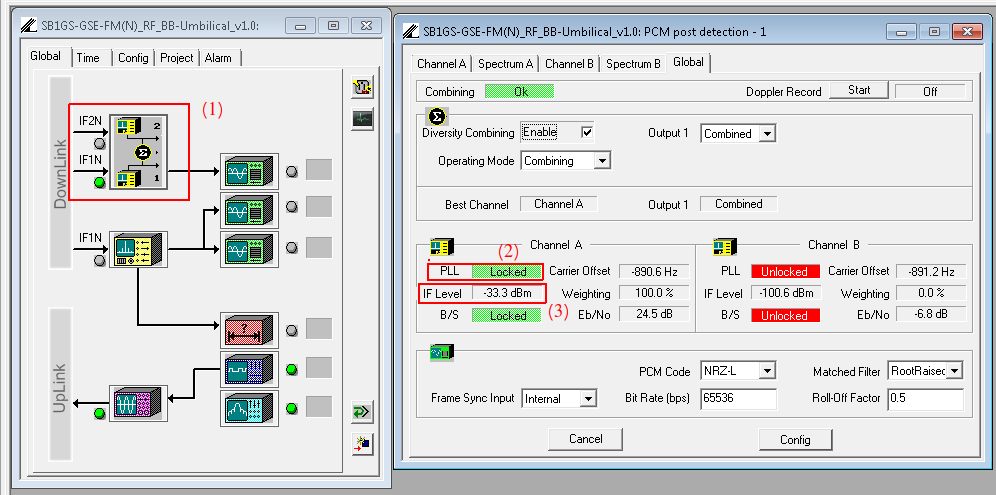 SB1GS-GSE-FM(N)_RF_BB-Umbilical_v1.0:
Global Time Config Project Alarm
(1)
DownLink
IF2N
2
Σ
IF1N
1
IF1N
?
UpLink
SB1GS-GSE-FM(N)_RF_BB-Umbilical_v1.0: PCM post detection - 1
Channel A Spectrum A Channel B Spectrum B Global
Combining Ok Doppler Record Start Off
Σ
Diversity Combining Enable Output 1 Combined
Operating Mode Combining
Best Channel Channel A Output 1 Combined
Channel A
(2)
PLL Locked Carrier Offset -890.6 Hz
IF Level -33.3 dBm Weighting 100.0 %
(3)
B/S Locked Eb/No 24.5 dB
Channel B
PLL Unlocked Carrier Offset -891.2 Hz
IF Level -100.6 dBm Weighting 0.0 %
B/S Unlocked Eb/No -6.8 dB
PCM Code NRZ-L Matched Filter RootRaised
Frame Sync Input Internal Bit Rate (bps) 65536 Roll-Off Factor 0.5
Cancel Config